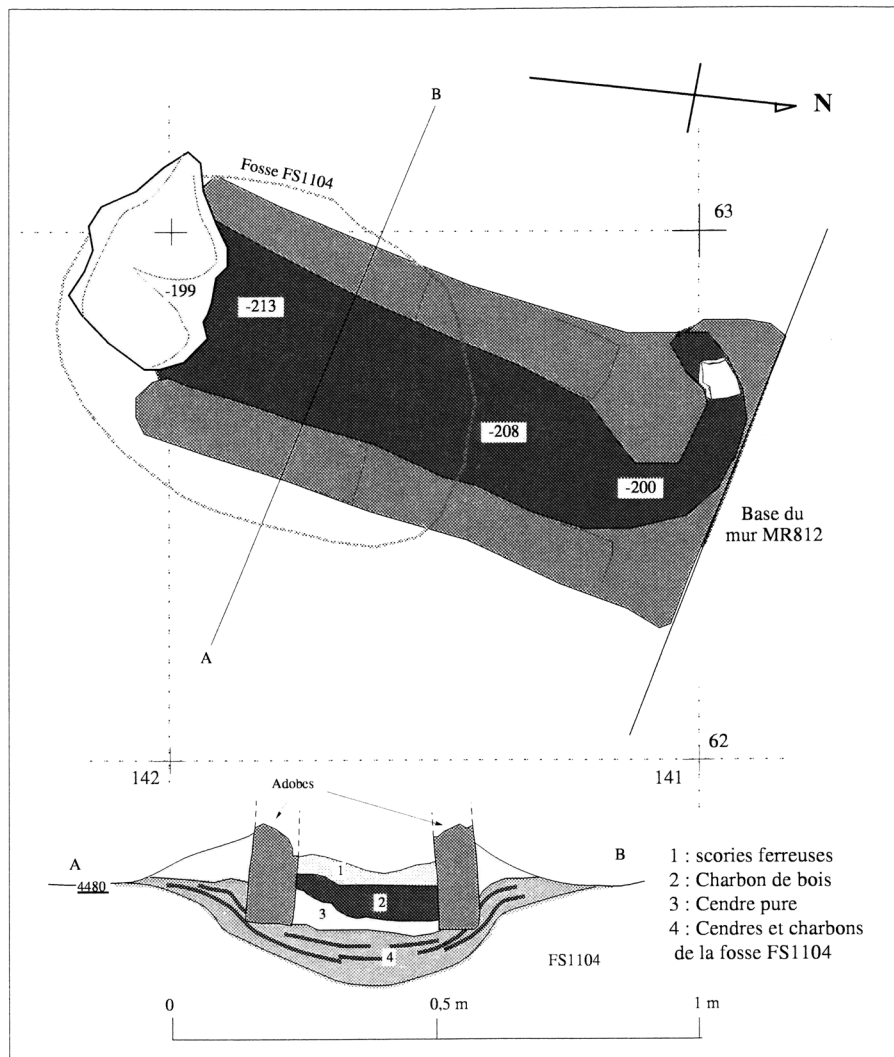 B
N
Fosse FS1104
63
-199
-213
-208
-200
Base du
mur MR812
A
62
142
141
Adobes
A
B
4480
1
2
3
4
FS1104
1 : scories ferreuses
2 : Charbon de bois
3 : Cendre pure
4 : Cendres et charbons
de la fosse FS1104
0
0,5 m
1 m